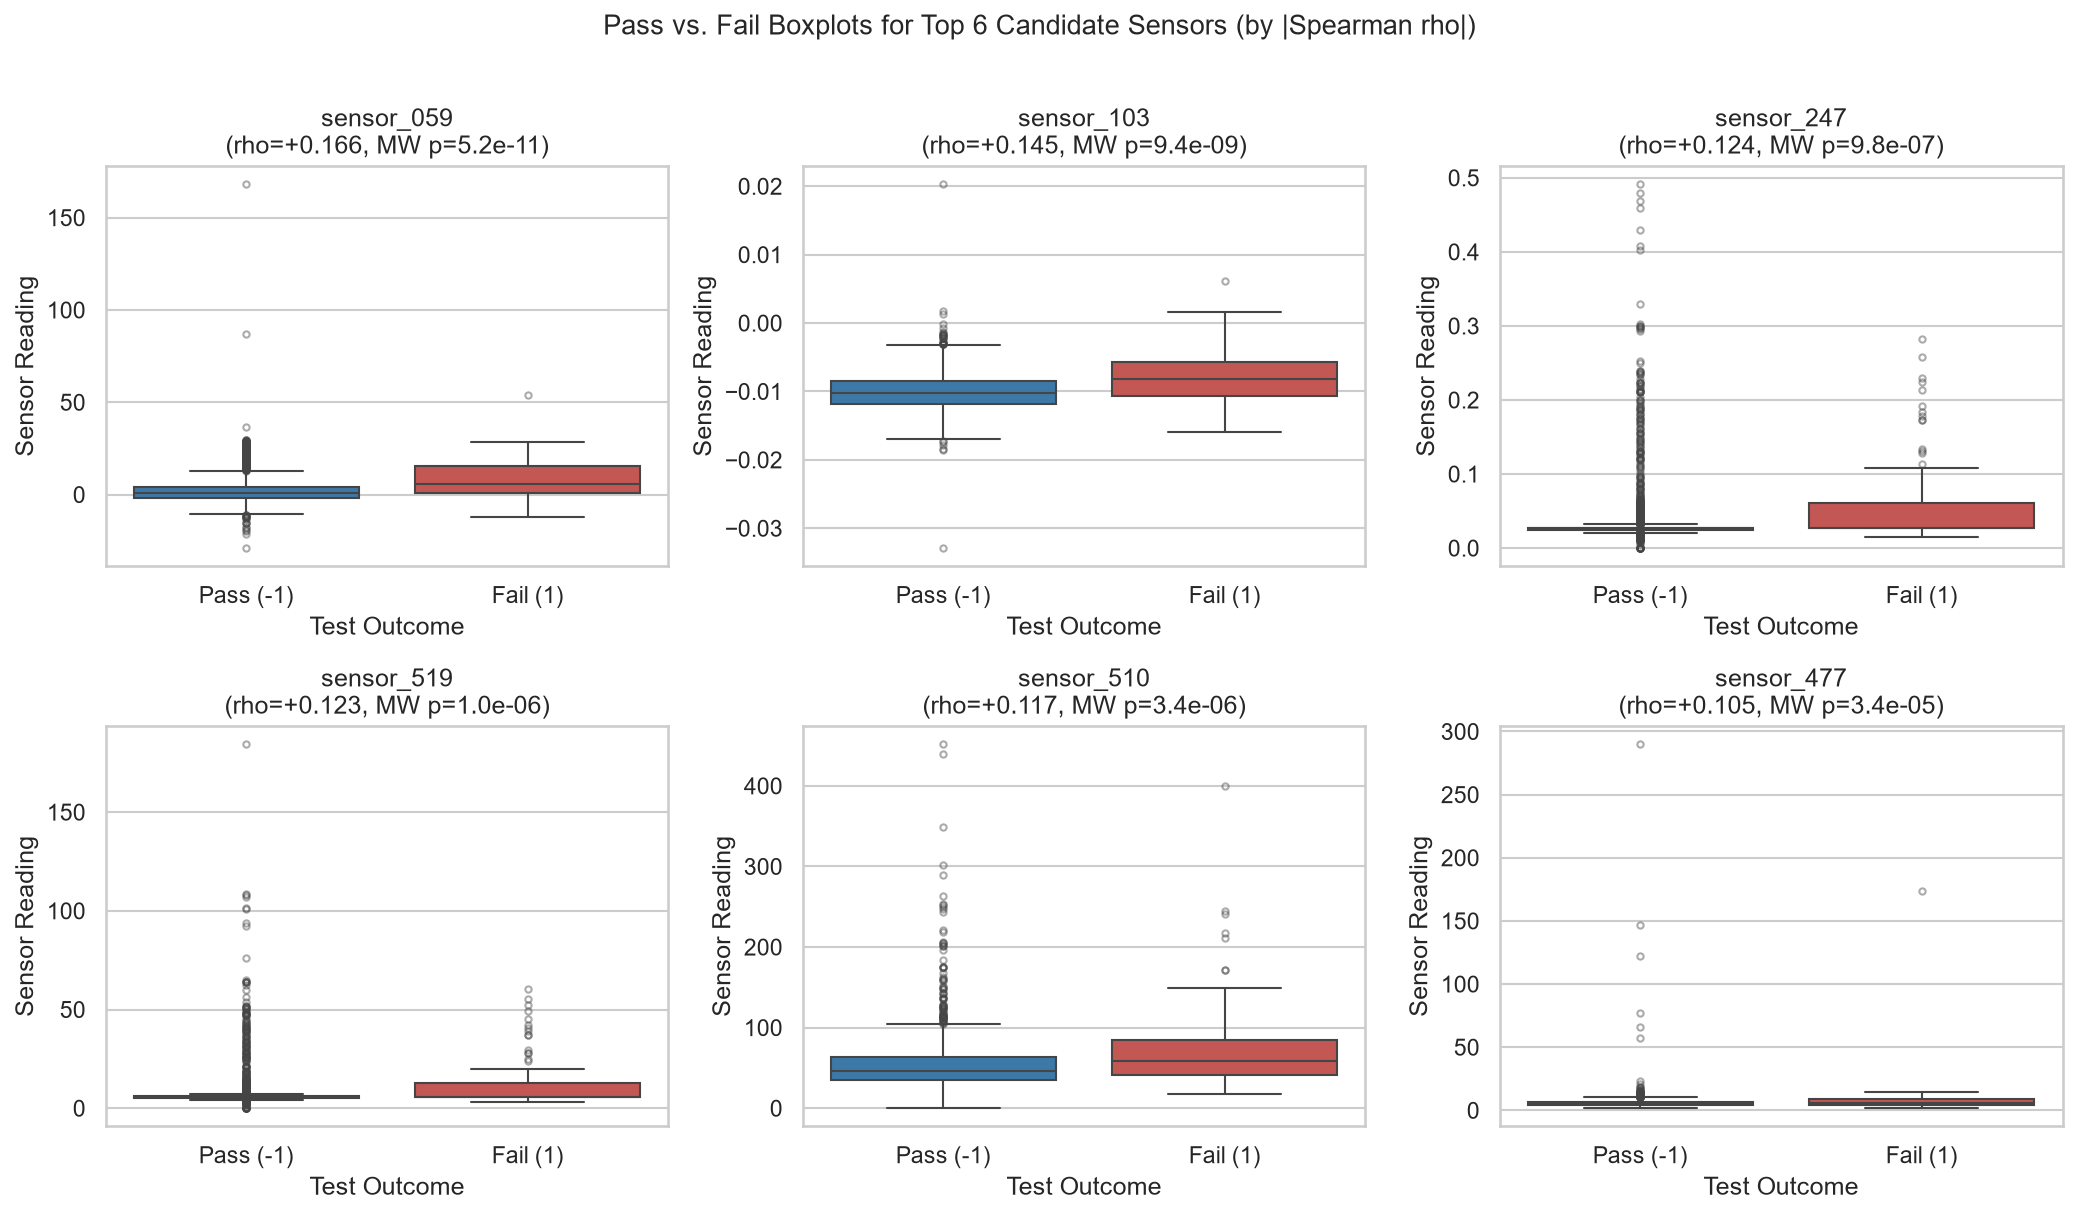 Pass vs. Fail Boxplots for Top 6 Candidate Sensors (by |Spearman rho|)
sensor_059
(rho=+0.166, MW p=5.2e-11)
150
100
50
0
Sensor Reading
Pass (-1)
Fail (1)
Test Outcome
sensor_103
(rho=+0.145, MW p=9.4e-09)
0.02
0.01
0.00
−0.01
−0.02
−0.03
Sensor Reading
Pass (-1)
Fail (1)
Test Outcome
sensor_247
(rho=+0.124, MW p=9.8e-07)
0.5
0.4
0.3
0.2
0.1
0.0
Sensor Reading
Pass (-1)
Fail (1)
Test Outcome
sensor_519
(rho=+0.123, MW p=1.0e-06)
150
100
50
0
Sensor Reading
Pass (-1)
Fail (1)
Test Outcome
sensor_510
(rho=+0.117, MW p=3.4e-06)
400
300
200
100
0
Sensor Reading
Pass (-1)
Fail (1)
Test Outcome
sensor_477
(rho=+0.105, MW p=3.4e-05)
300
250
200
150
100
50
0
Sensor Reading
Pass (-1)
Fail (1)
Test Outcome